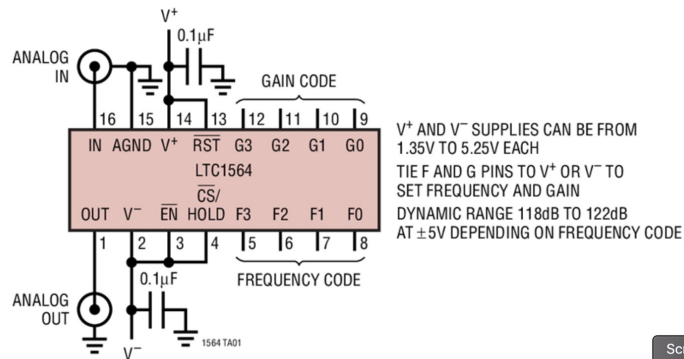 V+
0.1μF
ANALOG
IN
GAIN CODE
16 15 14 13 12 11 10 9
IN AGND V+ RST G3 G2 G1 G0
LTC1564
CS/
OUT V− EN HOLD F3 F2 F1 F0
1 2 3 4 5 6 7 8
0.1μF
FREQUENCY CODE
ANALOG
OUT
1564 TA01
V−
V+ AND V− SUPPLIES CAN BE FROM
1.35V TO 5.25V EACH
TIE F AND G PINS TO V+ OR V− TO
SET FREQUENCY AND GAIN
DYNAMIC RANGE 118dB TO 122dB
AT ±5V DEPENDING ON FREQUENCY CODE